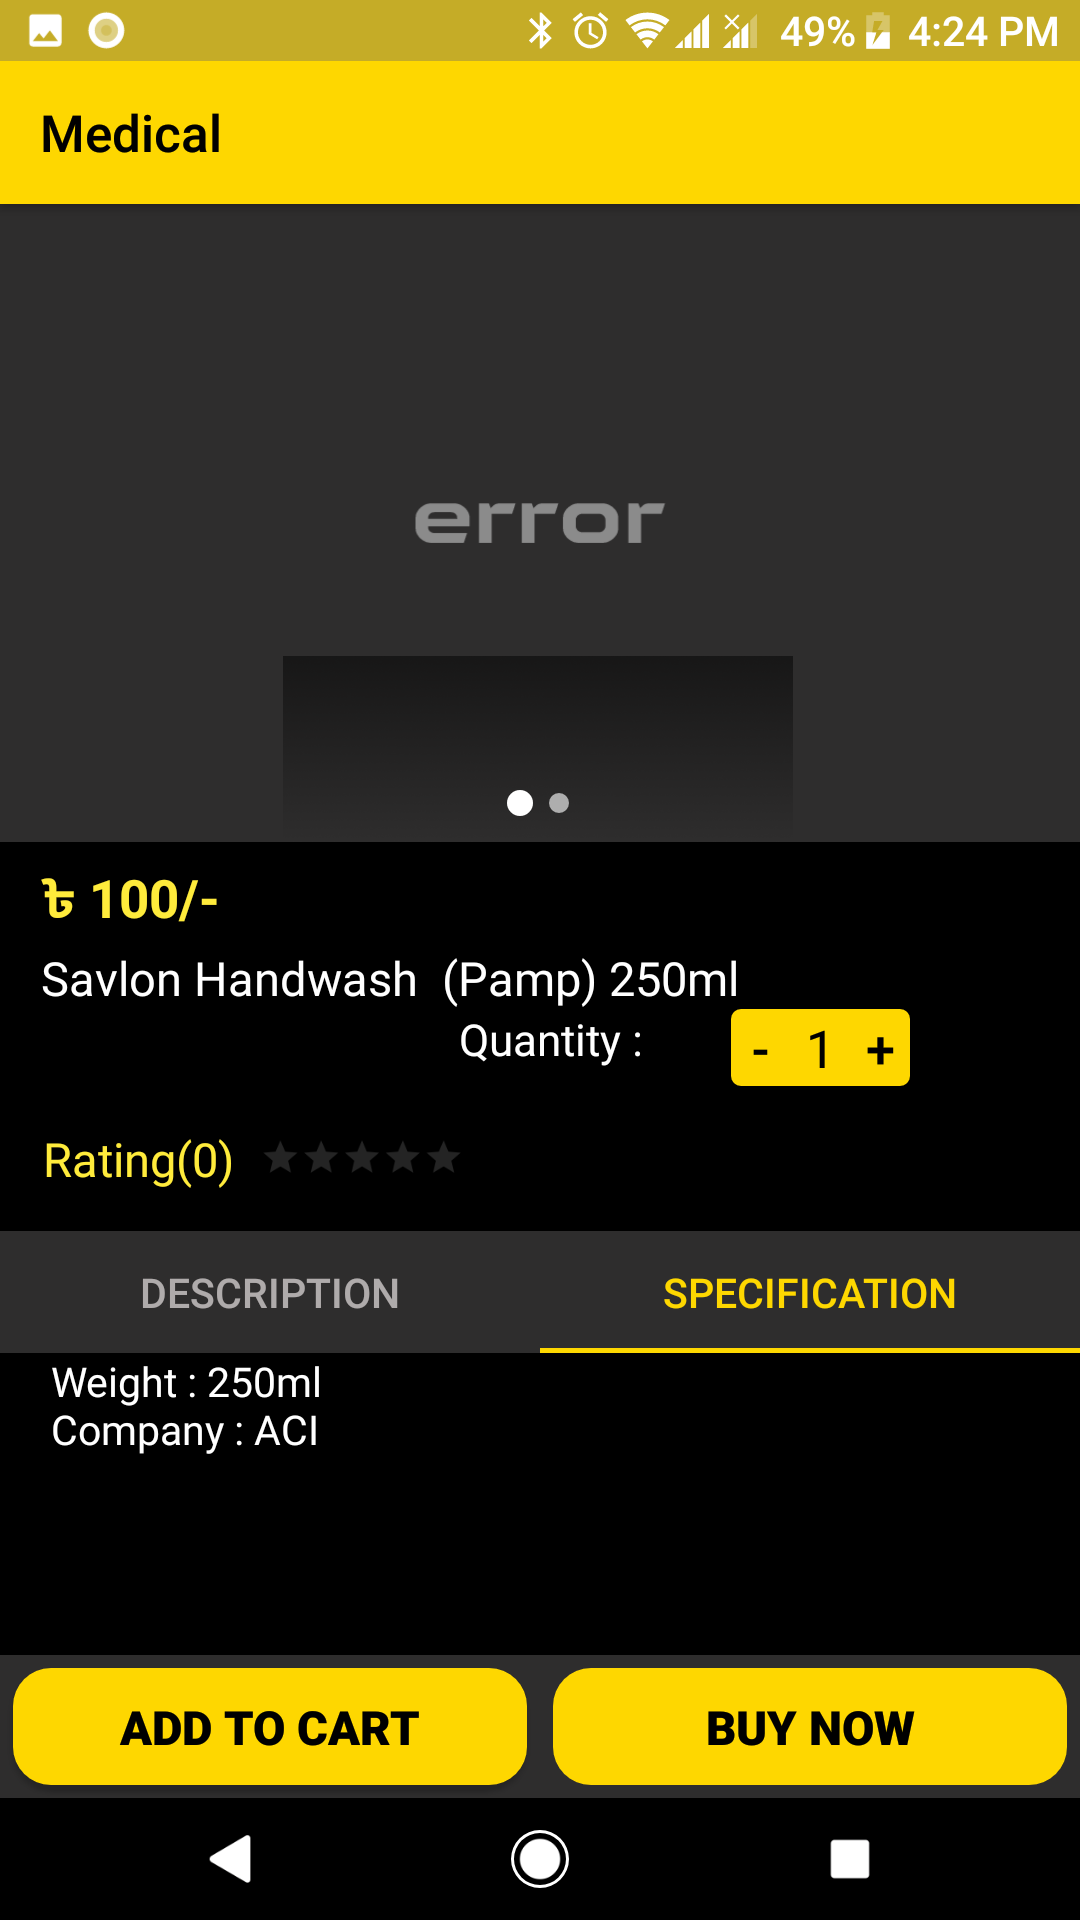 49% 4:24 PM
Medical
error
৳ 100/-
Savlon Handwash  (Pamp) 250ml
Quantity :
- 1 +
Rating(0)
DESCRIPTION SPECIFICATION
Weight : 250ml
Company : ACI
ADD TO CART BUY NOW